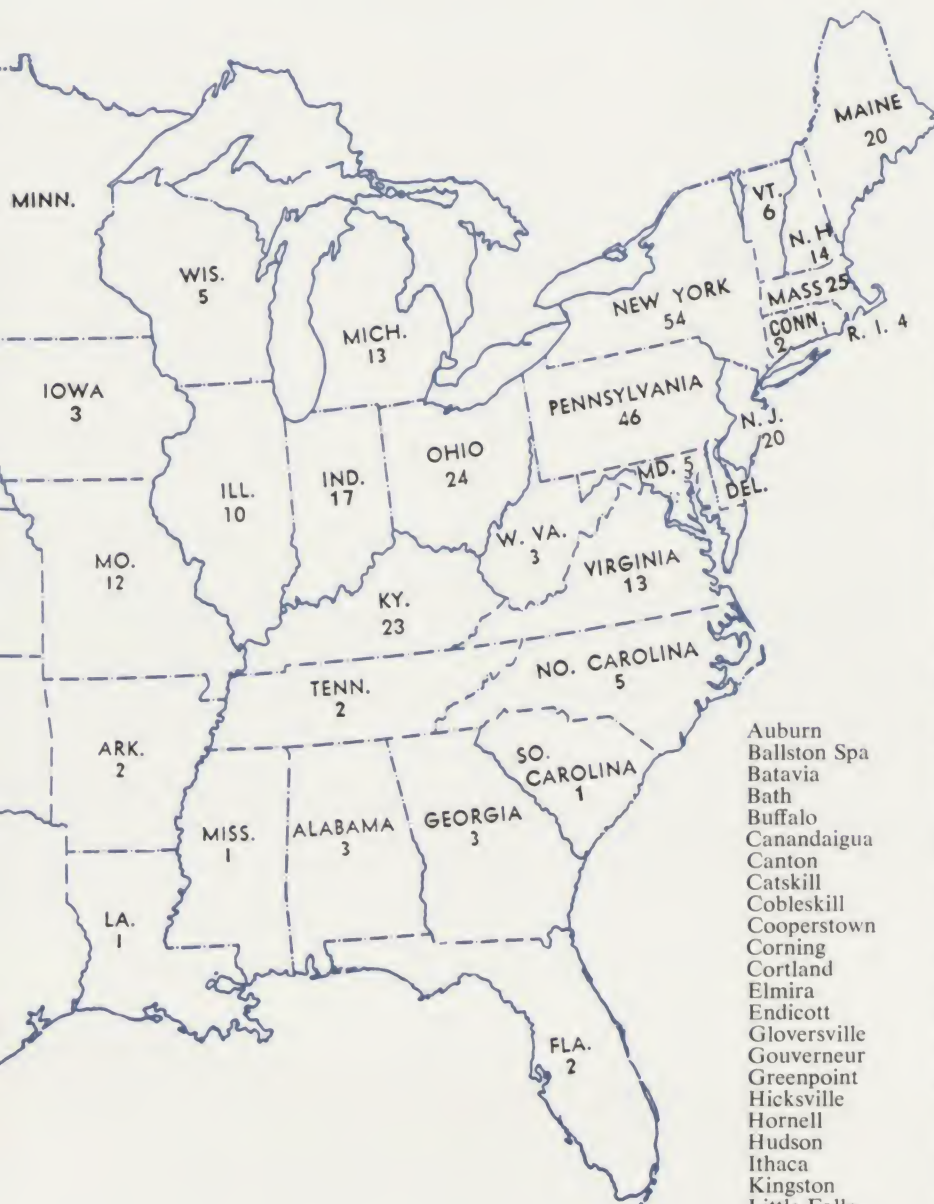 MAINE
20
VT.
6
N. H
14
MINN.
WIS.
5
MICH.
13
NEW YORK
54
MASS 25
CONN.
2
R. I. 4
IOWA
3
PENNSYLVANIA
46
N. J.
20
ILL.
10
IND.
17
OHIO
24
MD. 5
DEL.
W. VA.
3
VIRGINIA
13
MO.
12
KY.
23
TENN.
2
NO. CAROLINA
5
ARK.
2
SO.
CAROLINA
1
MISS.
1
ALABAMA
3
GEORGIA
3
LA.
1
FLA.
2
Auburn
Ballston Spa
Batavia
Bath
Buffalo
Canandaigua
Canton
Catskill
Cobleskill
Cooperstown
Corning
Cortland
Elmira
Endicott
Gloversville
Gouverneur
Greenpoint
Hicksville
Hornell
Hudson
Ithaca
Kingston
Little Falls